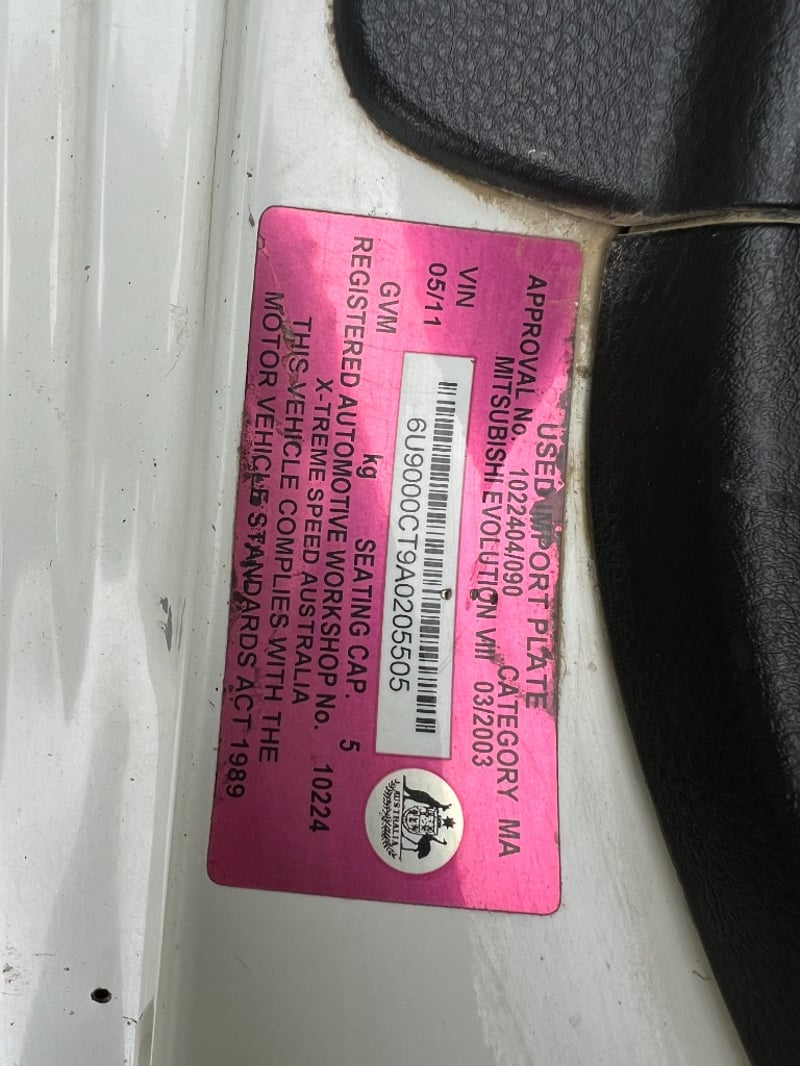 USED IMPORT PLATE
APPROVAL No. 1022404/090 CATEGORY MA
MITSUBISHI EVOLUTION VIII 03/2003
VIN 6U9000CT9A0205505
05/11
AUSTRALIA
GVM kg SEATING CAP. 5
REGISTERED AUTOMOTIVE WORKSHOP No. 10224
X-TREME SPEED AUSTRALIA
THIS VEHICLE COMPLIES WITH THE
MOTOR VEHICLE STANDARDS ACT 1989